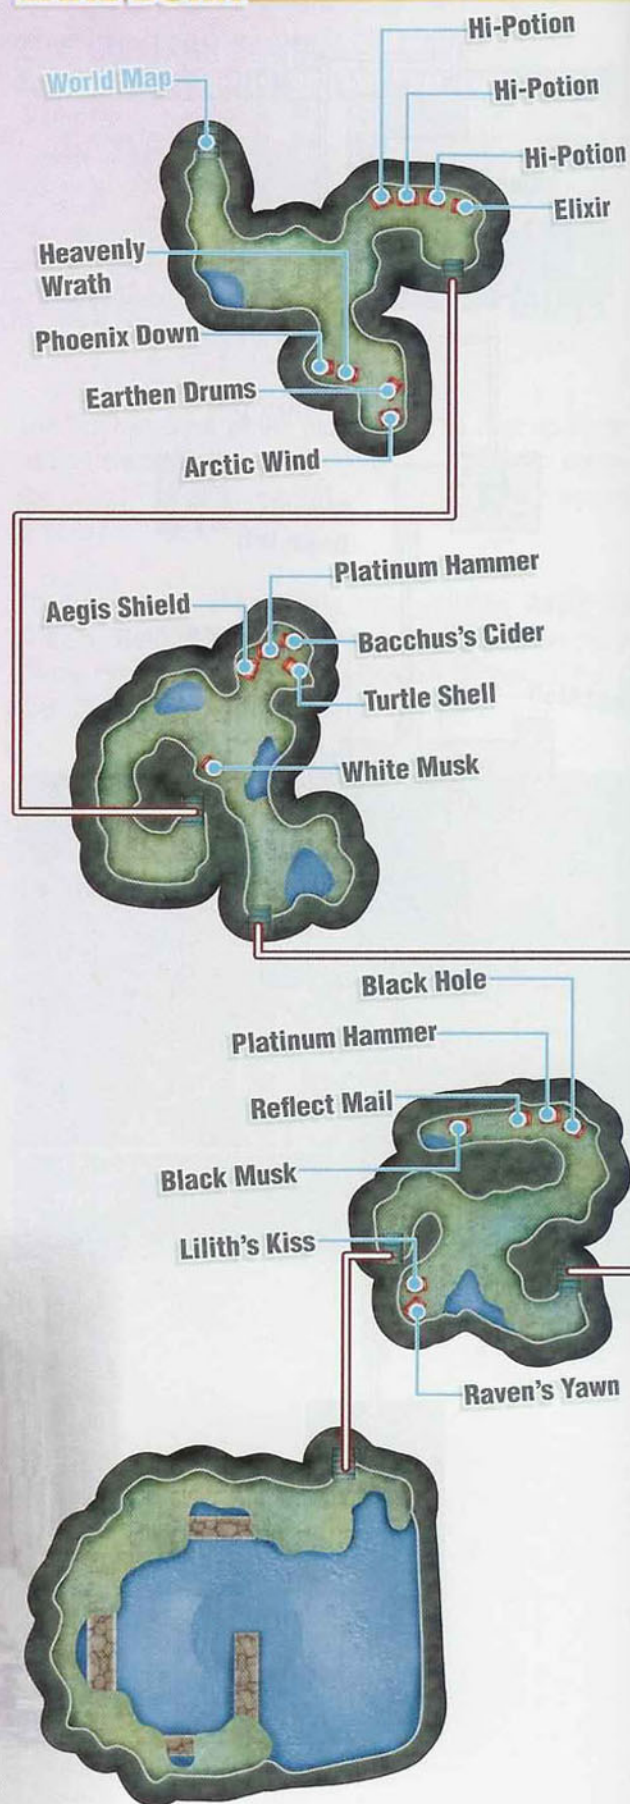 Hi-Potion
World Map
Hi-Potion
Hi-Potion
Elixir
Heavenly
Wrath
Phoenix Down
Earthen Drums
Arctic Wind
Platinum Hammer
Aegis Shield
Bacchus's Cider
Turtle Shell
White Musk
Black Hole
Platinum Hammer
Reflect Mail
Black Musk
Lilith's Kiss
Raven's Yawn